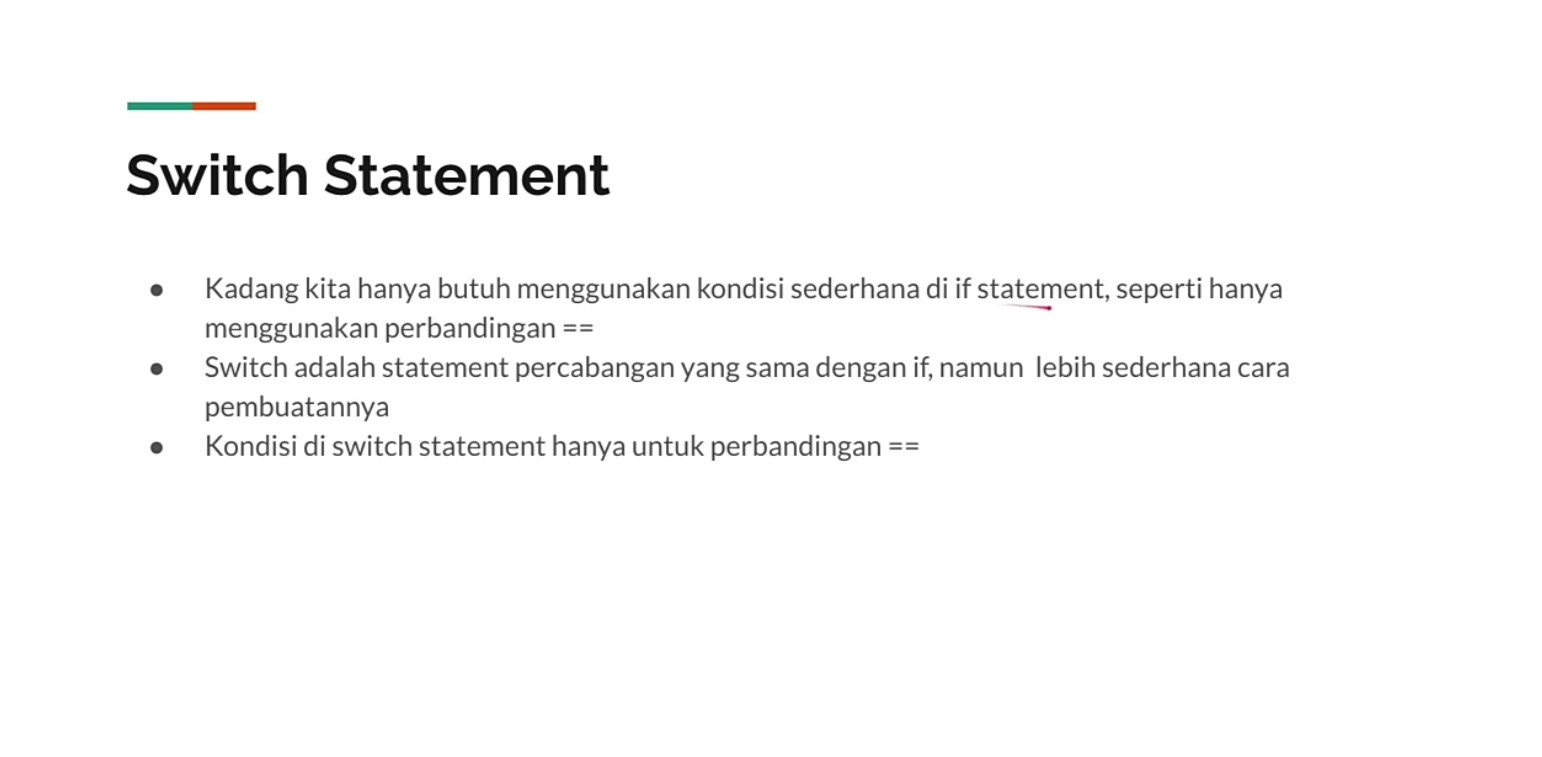 Switch Statement
● Kadang kita hanya butuh menggunakan kondisi sederhana di if statement, seperti hanya
menggunakan perbandingan ==
● Switch adalah statement percabangan yang sama dengan if, namun  lebih sederhana cara
pembuatannya
● Kondisi di switch statement hanya untuk perbandingan ==